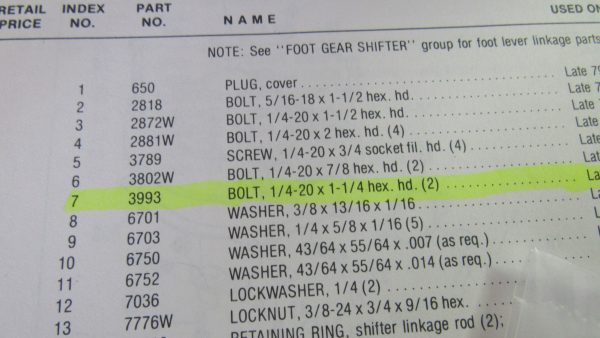 RETAIL PRICE INDEX NO. PART NO. NAME USED ON
NOTE: See "FOOT GEAR SHIFTER" group for foot lever linkage parts
1 650 PLUG, cover .......... Late 79
2 2818 BOLT, 5/16-18 x 1-1/2 hex. hd. .......... Late 7
3 2872W BOLT, 1/4-20 x 1-1/2 hex. hd. .......... Late 7
4 2881W BOLT, 1/4-20 x 2 hex. hd. (4) .......... Late
5 3789 SCREW, 1/4-20 x 3/4 socket fil. hd. (4) .......... Late
6 3802W BOLT, 1/4-20 x 7/8 hex. hd. (2) .......... Late
7 3993 BOLT, 1/4-20 x 1-1/4 hex. hd. (2) .......... La
8 6701 WASHER, 3/8 x 13/16 x 1/16 ..........
9 6703 WASHER, 1/4 x 5/8 x 1/16 (5) ..........
10 6750 WASHER, 43/64 x 55/64 x .007 (as req.) ..........
11 6752 WASHER, 43/64 x 55/64 x .014 (as req.) ..........
12 7036 LOCKWASHER, 1/4 (2) ..........
13 7776W LOCKNUT, 3/8-24 x 3/4 x 9/16 hex. ..........
RETAINING RING, shifter linkage rod (2);